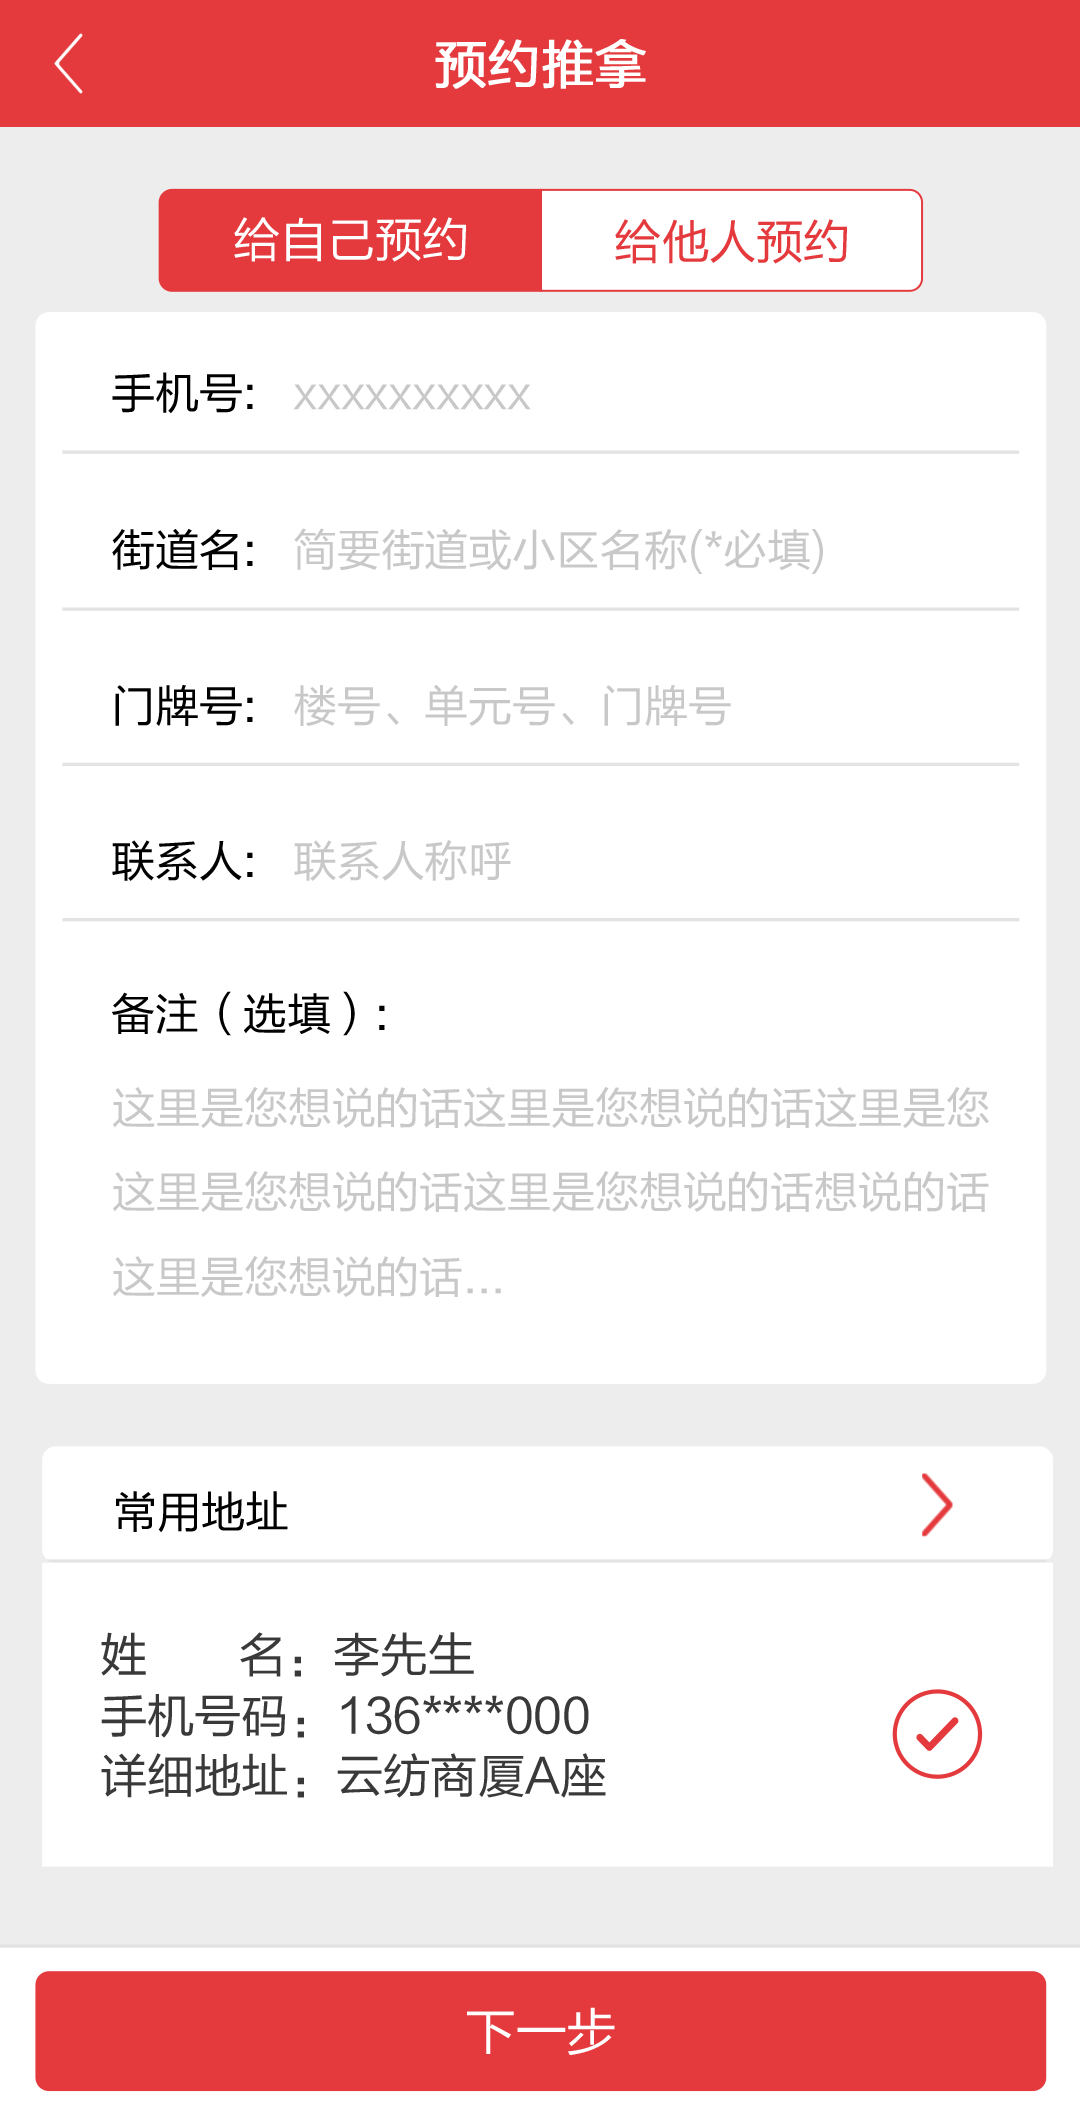 预约推拿
给自己预约 给他人预约
手机号: xxxxxxxxxx
街道名: 简要街道或小区名称(*必填)
门牌号: 楼号、单元号、门牌号
联系人: 联系人称呼
备注（选填）:
这里是您想说的话这里是您想说的话这里是您
这里是您想说的话这里是您想说的话想说的话
这里是您想说的话...
常用地址
姓 名：李先生
手机号码：136****000
详细地址：云纺商厦A座
下一步